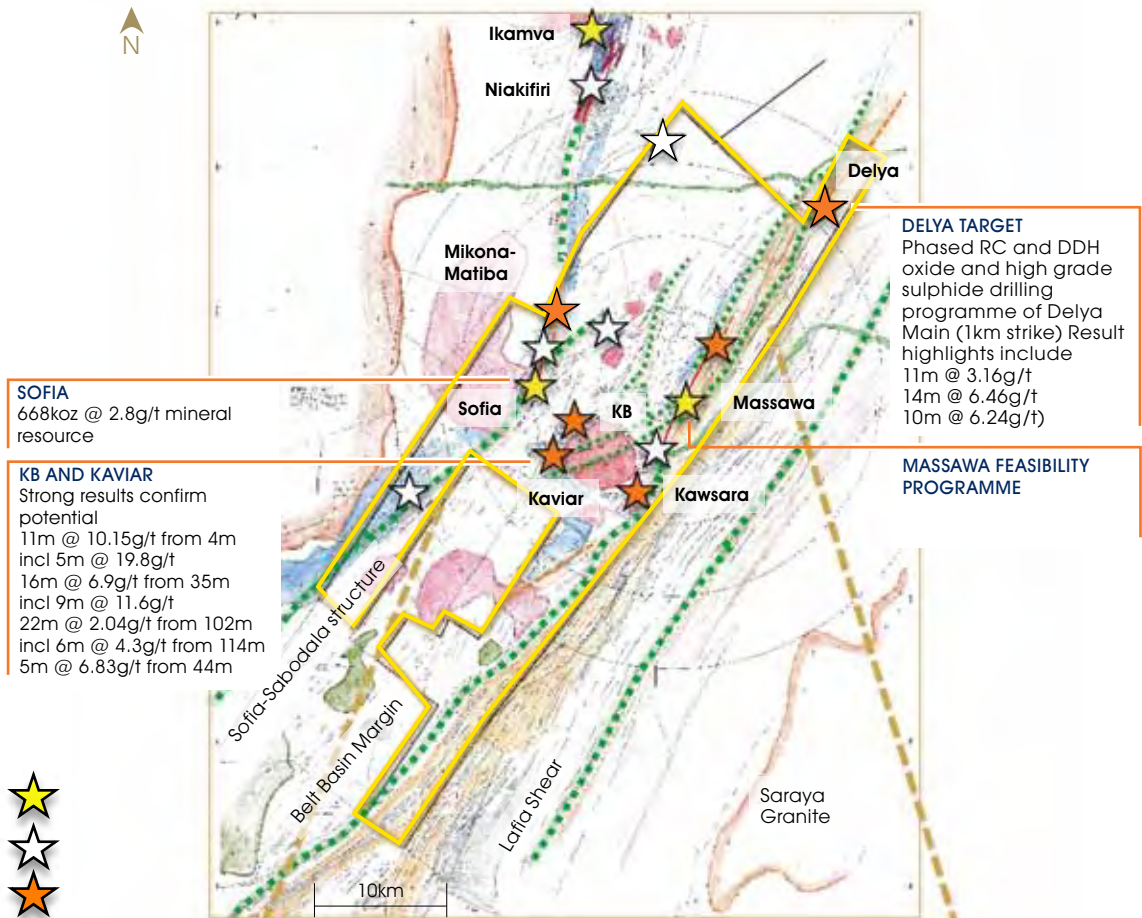 N
Ikamva
Niakifiri
Delya
Mikona-
Matiba
DELYA TARGET
Phased RC and DDH
oxide and high grade
sulphide drilling
programme of Delya
Main (1km strike) Result
highlights include
11m @ 3.16g/t
14m @ 6.46g/t
10m @ 6.24g/t)
SOFIA
668koz @ 2.8g/t mineral
resource
Sofia
KB
Massawa
KB AND KAVIAR
Strong results confirm
potential
11m @ 10.15g/t from 4m
incl 5m @ 19.8g/t
16m @ 6.9g/t from 35m
incl 9m @ 11.6g/t
22m @ 2.04g/t from 102m
incl 6m @ 4.3g/t from 114m
5m @ 6.83g/t from 44m
MASSAWA FEASIBILITY
PROGRAMME
Kaviar
Kawsara
Sofia-Sabodala structure
Belt Basin Margin
Lafia Shear
Saraya
Granite
10km